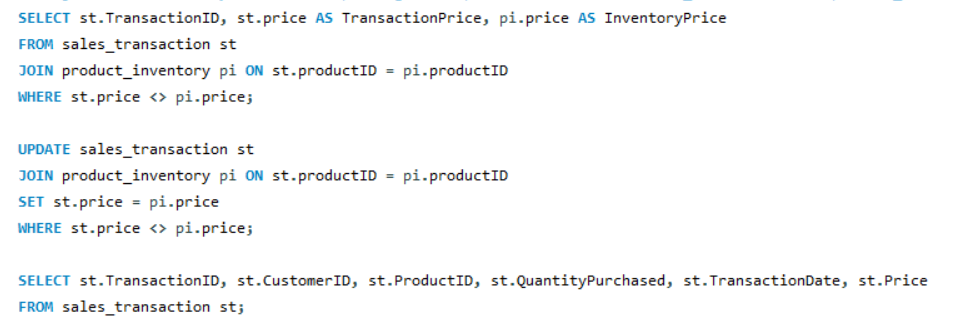 SELECT st.TransactionID, st.price AS TransactionPrice, pi.price AS InventoryPrice
FROM sales_transaction st
JOIN product_inventory pi ON st.productID = pi.productID
WHERE st.price <> pi.price;
UPDATE sales_transaction st
JOIN product_inventory pi ON st.productID = pi.productID
SET st.price = pi.price
WHERE st.price <> pi.price;
SELECT st.TransactionID, st.CustomerID, st.ProductID, st.QuantityPurchased, st.TransactionDate, st.Price
FROM sales_transaction st;